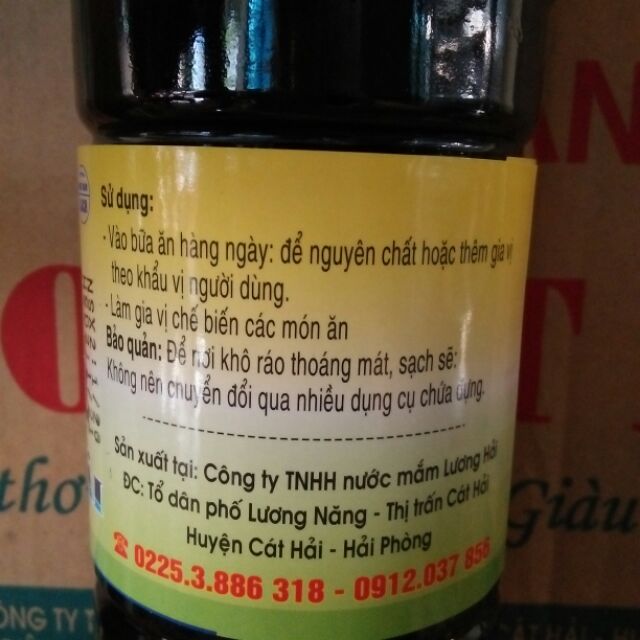 Sử dụng:
- Vào bữa ăn hàng ngày: để nguyên chất hoặc thêm gia vị
theo khẩu vị người dùng.
- Làm gia vị chế biến các món ăn
Bảo quản: Để nơi khô ráo thoáng mát, sạch sẽ:
Không nên chuyển đổi qua nhiều dụng cụ chứa đựng.
Sản xuất tại: Công ty TNHH nước mắm Lương Hải
ĐC: Tổ dân phố Lương Năng - Thị trấn Cát Hải
Huyện Cát Hải - Hải Phòng
☎ 0225.3.886 318 - 0912.037 856
Giàu
CÔNG TY